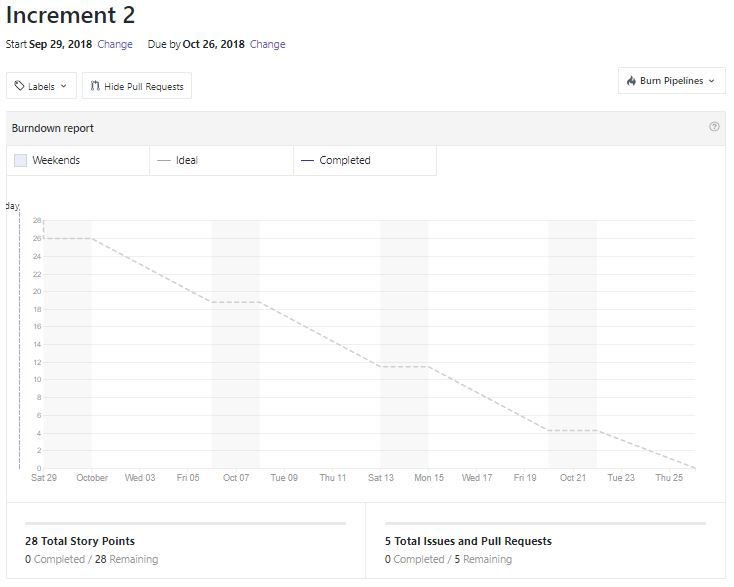 Increment 2
Start Sep 29, 2018 Change Due by Oct 26, 2018 Change
Labels Hide Pull Requests Burn Pipelines
Burndown report
Weekends Ideal Completed
day
28
26
24
22
20
18
16
14
12
10
8
6
4
2
0
Sat 29 October Wed 03 Fri 05 Oct 07 Tue 09 Thu 11 Sat 13 Mon 15 Wed 17 Fri 19 Oct 21 Tue 23 Thu 25
28 Total Story Points
0 Completed / 28 Remaining
5 Total Issues and Pull Requests
0 Completed / 5 Remaining